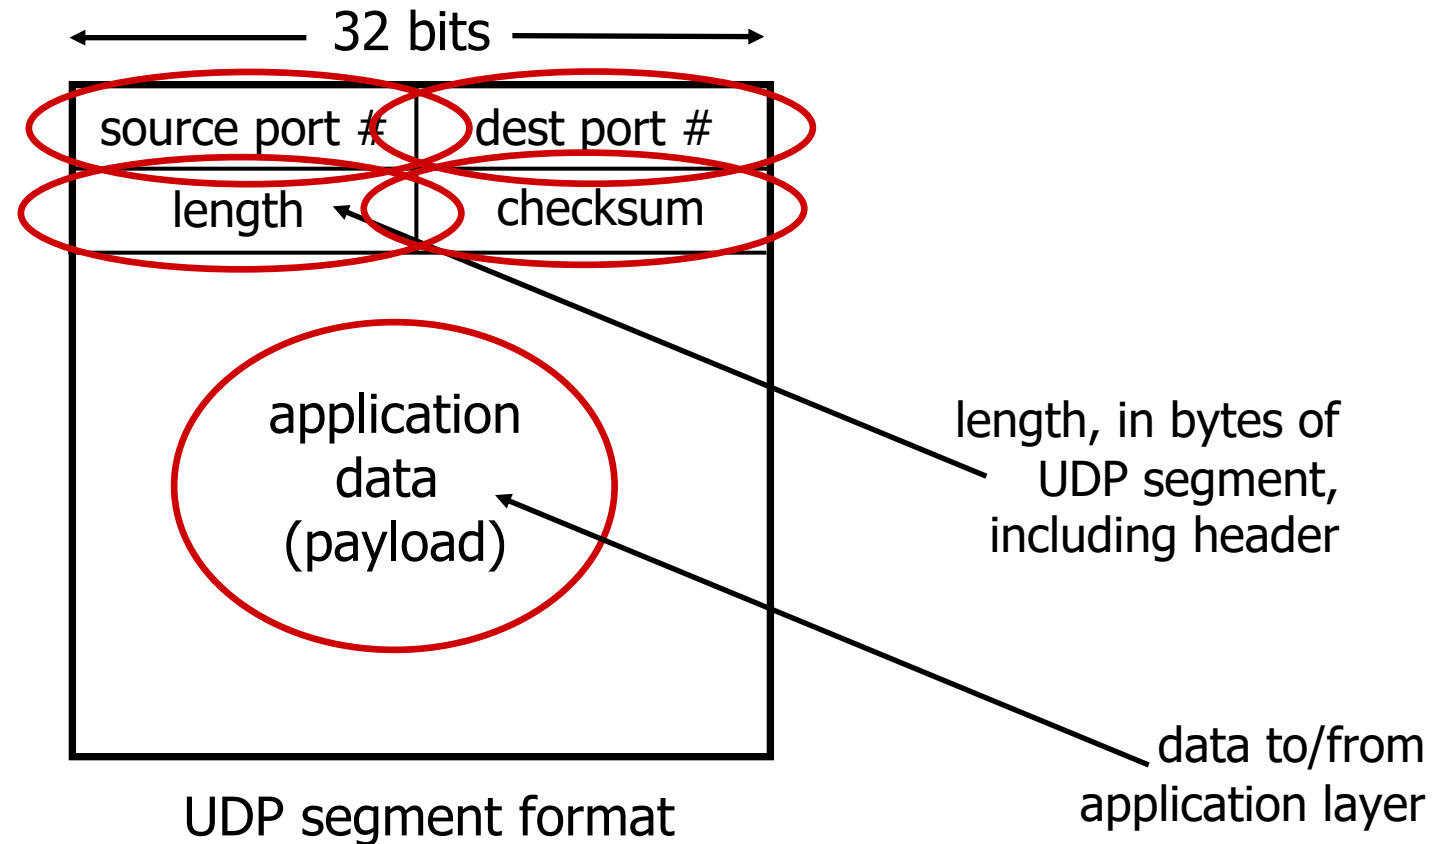 32 bits
source port #
dest port #
length
checksum
application
data
(payload)
length, in bytes of
UDP segment,
including header
data to/from
application layer
UDP segment format